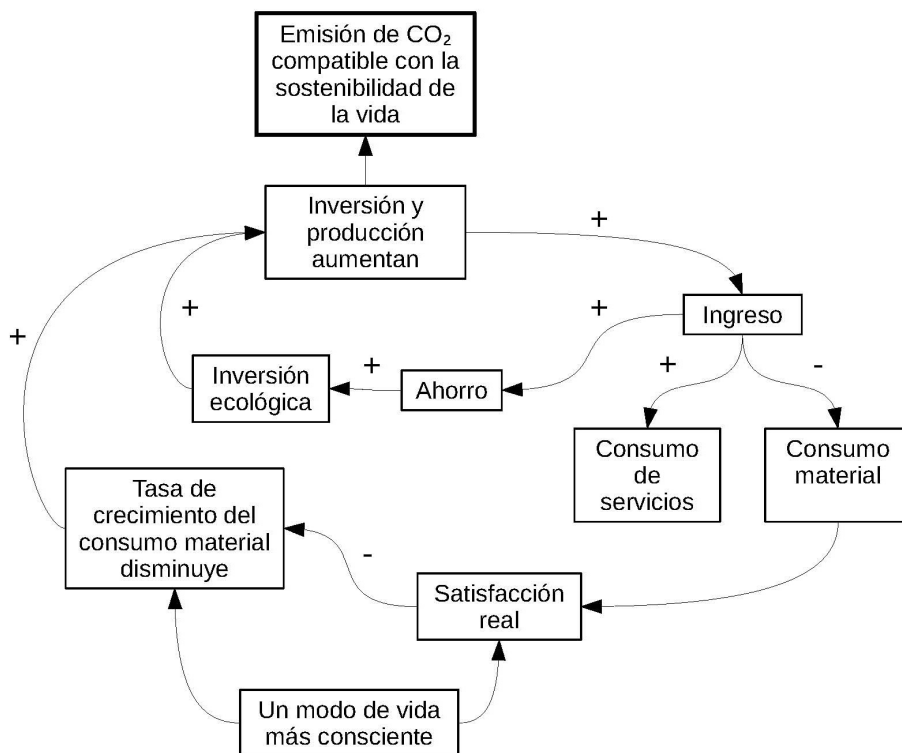 Emisión de CO₂
compatible con la
sostenibilidad de
la vida
Inversión y
producción
aumentan
+
Ingreso
+
+
+
Inversión
ecológica
+
Ahorro
+
-
Consumo
de
servicios
Consumo
material
Tasa de
crecimiento del
consumo material
disminuye
-
Satisfacción
real
Un modo de vida
más consciente